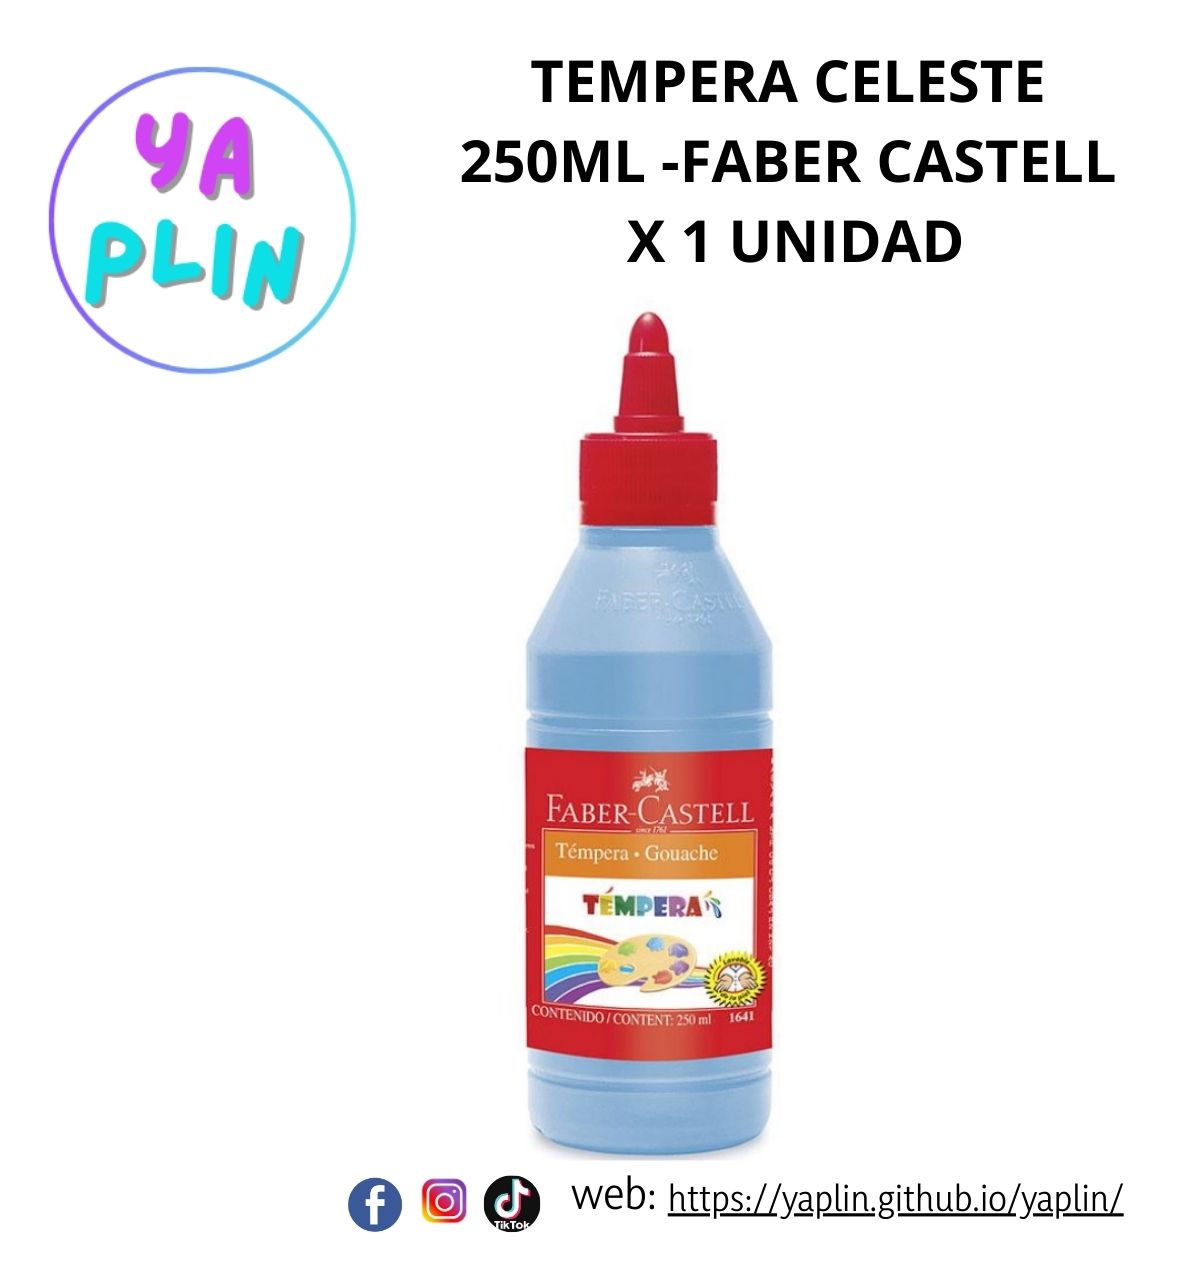 YA
PLIN
TEMPERA CELESTE
250ML -FABER CASTELL
X 1 UNIDAD
FABER-CASTELL
FABER-CASTELL
since 1761
Témpera • Gouache
TÉMPERA
Lavable
CONTENIDO / CONTENT: 250 ml 1641
TikTok
web: https://yaplin.github.io/yaplin/